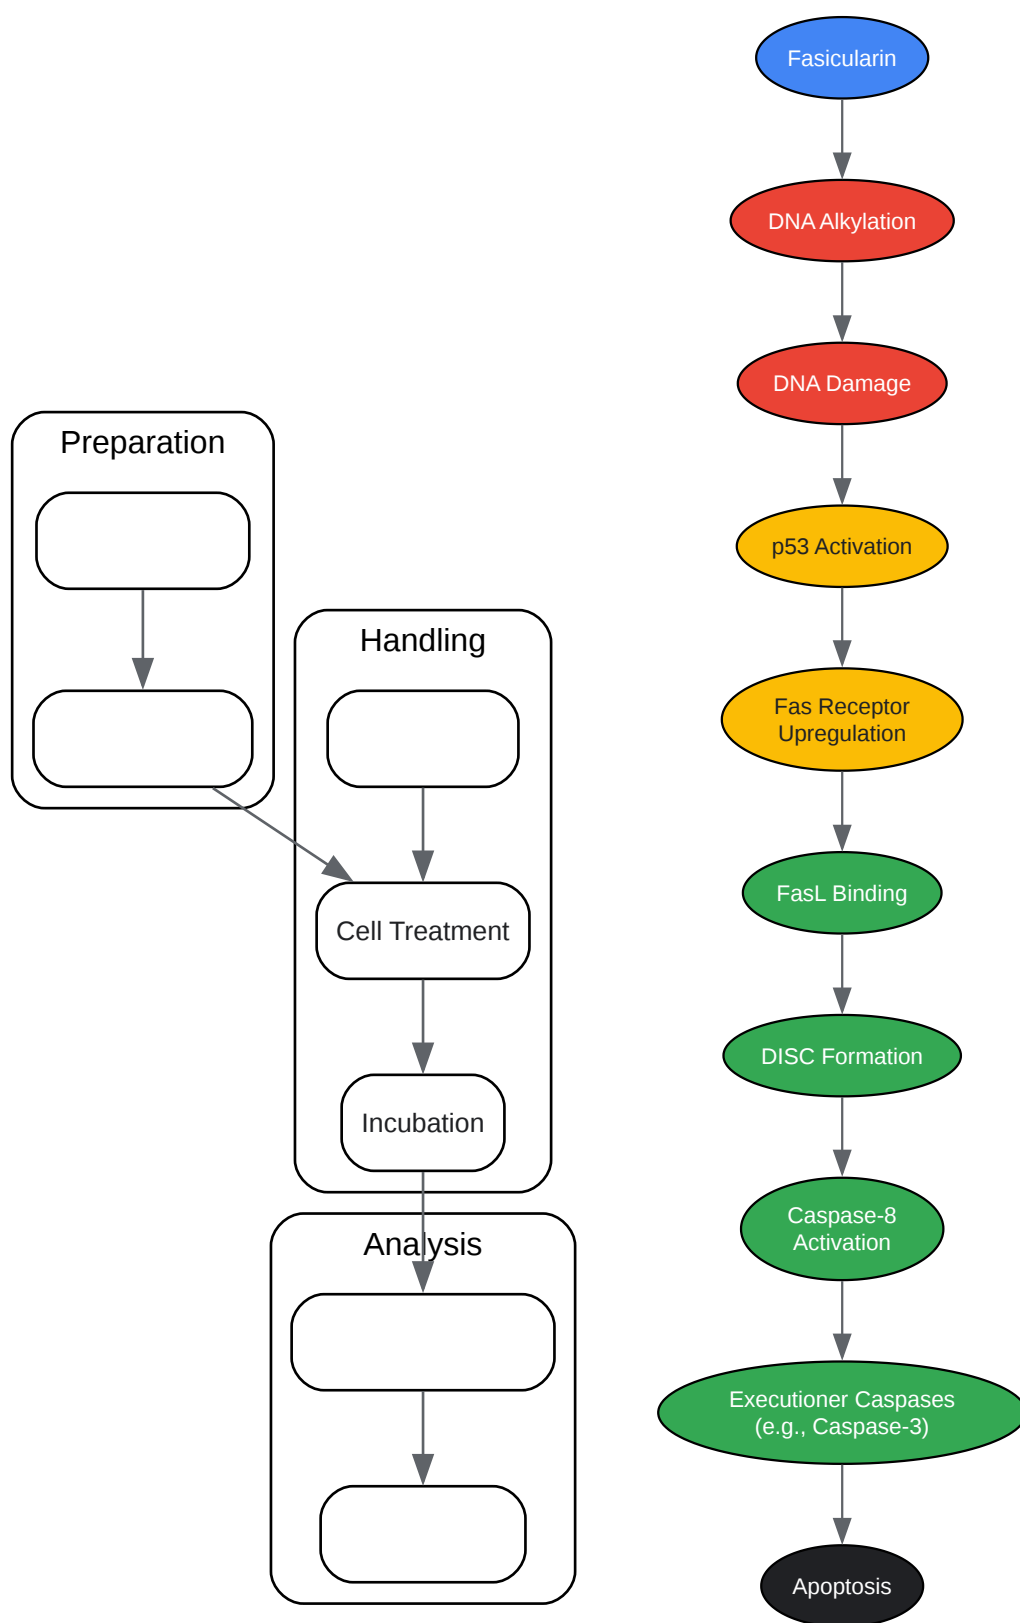 Preparation
Handling
Cell Treatment
Incubation
Analysis
Fasicularin
DNA Alkylation
DNA Damage
p53 Activation
Fas Receptor
Upregulation
FasL Binding
DISC Formation
Caspase-8
Activation
Executioner Caspases
(e.g., Caspase-3)
Apoptosis